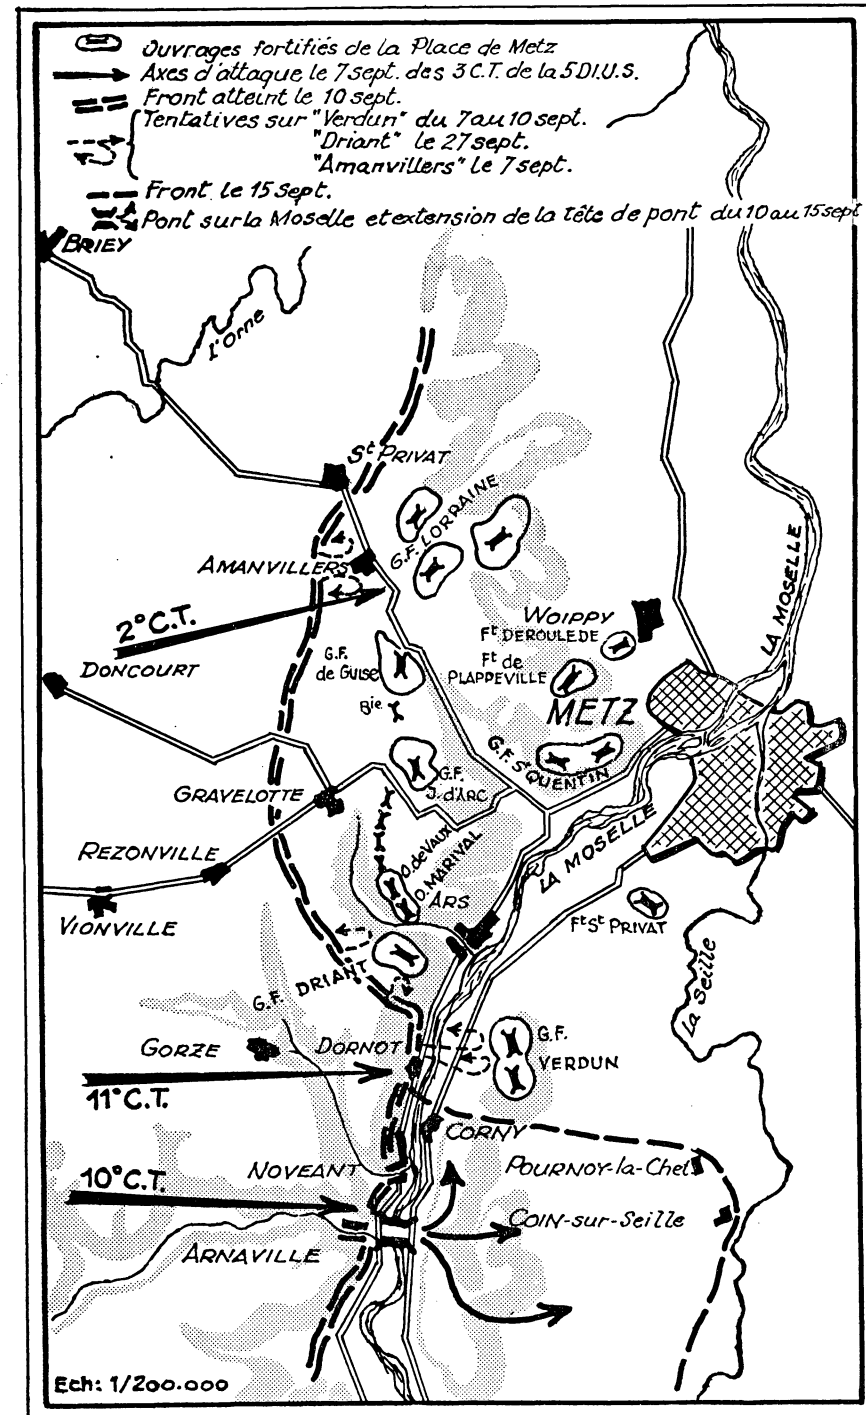 Ouvrages fortifiés de la Place de Metz
Axes d'attaque le 7 sept. des 3 C.T. de la 5 DI.U.S.
Front atteint le 10 sept.
Tentatives sur "Verdun" du 7 au 10 sept.
"Driant" le 27 sept.
"Amanvillers" le 7 sept.
Front le 15 Sept.
Pont sur la Moselle et extension de la tête de pont du 10 au 15 sept
BRIEY
l'Orne
St PRIVAT
G.F. LORRAINE
AMANVILLERS
LA MOSELLE
2° C.T.
WOIPPY
Ft DEROULEDE
DONCOURT
G.F.
de GUISE
Ft de
PLAPPEVILLE
Bie
METZ
G.F. St QUENTIN
G.F.
J. d'ARC
GRAVELOTTE
O. de VAUX
O. MARIVAL
LA MOSELLE
REZONVILLE
ARS
VIONVILLE
Ft St PRIVAT
G.F. DRIANT
La Seille
GORZE
DORNOT
G.F.
VERDUN
11° C.T.
CORNY
NOVEANT
POURNOY-la-Chet.
10° C.T.
COIN-sur-SEILLE
ARNAVILLE
Ech: 1/200.000